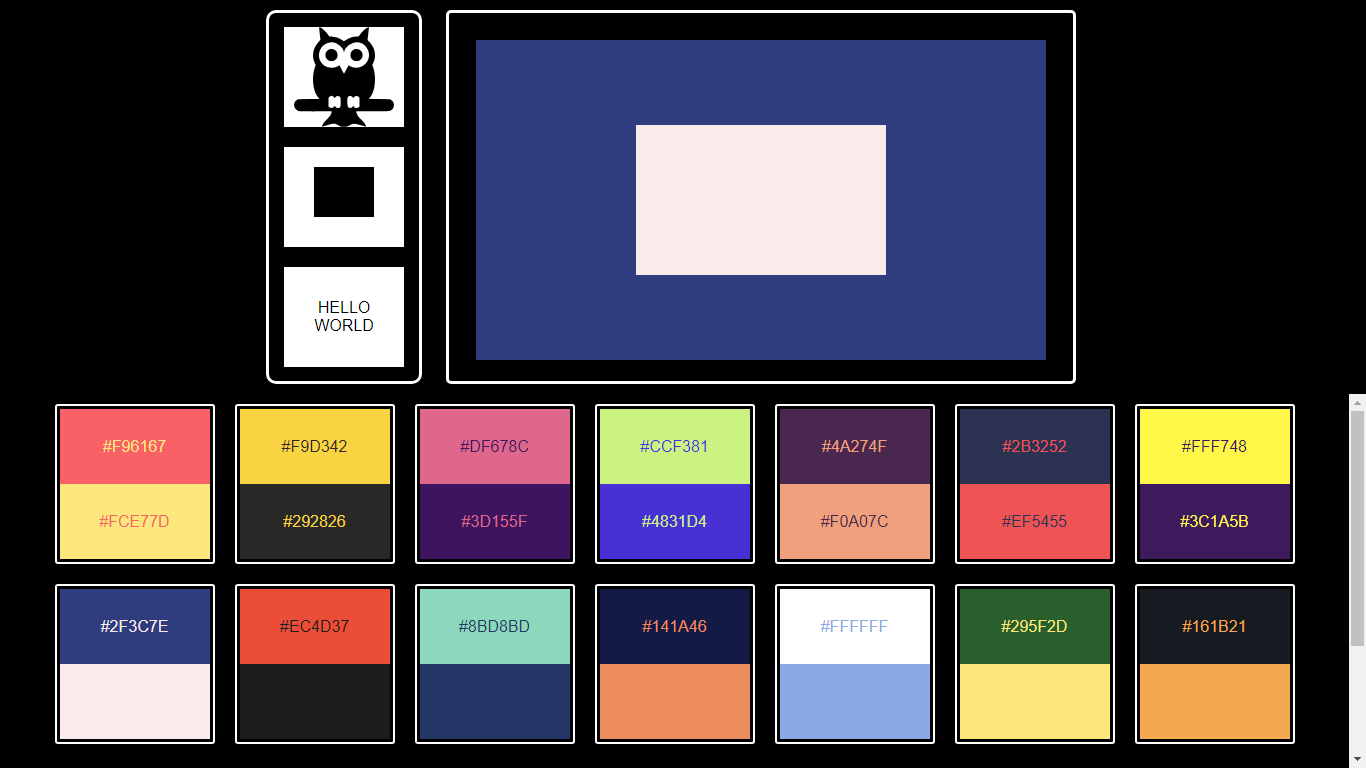 HELLO
WORLD
#F96167
#F9D342
#DF678C
#CCF381
#4A274F
#2B3252
#FFF748
#FCE77D
#292826
#3D155F
#4831D4
#F0A07C
#EF5455
#3C1A5B
#2F3C7E
#EC4D37
#8BD8BD
#141A46
#FFFFFF
#295F2D
#161B21